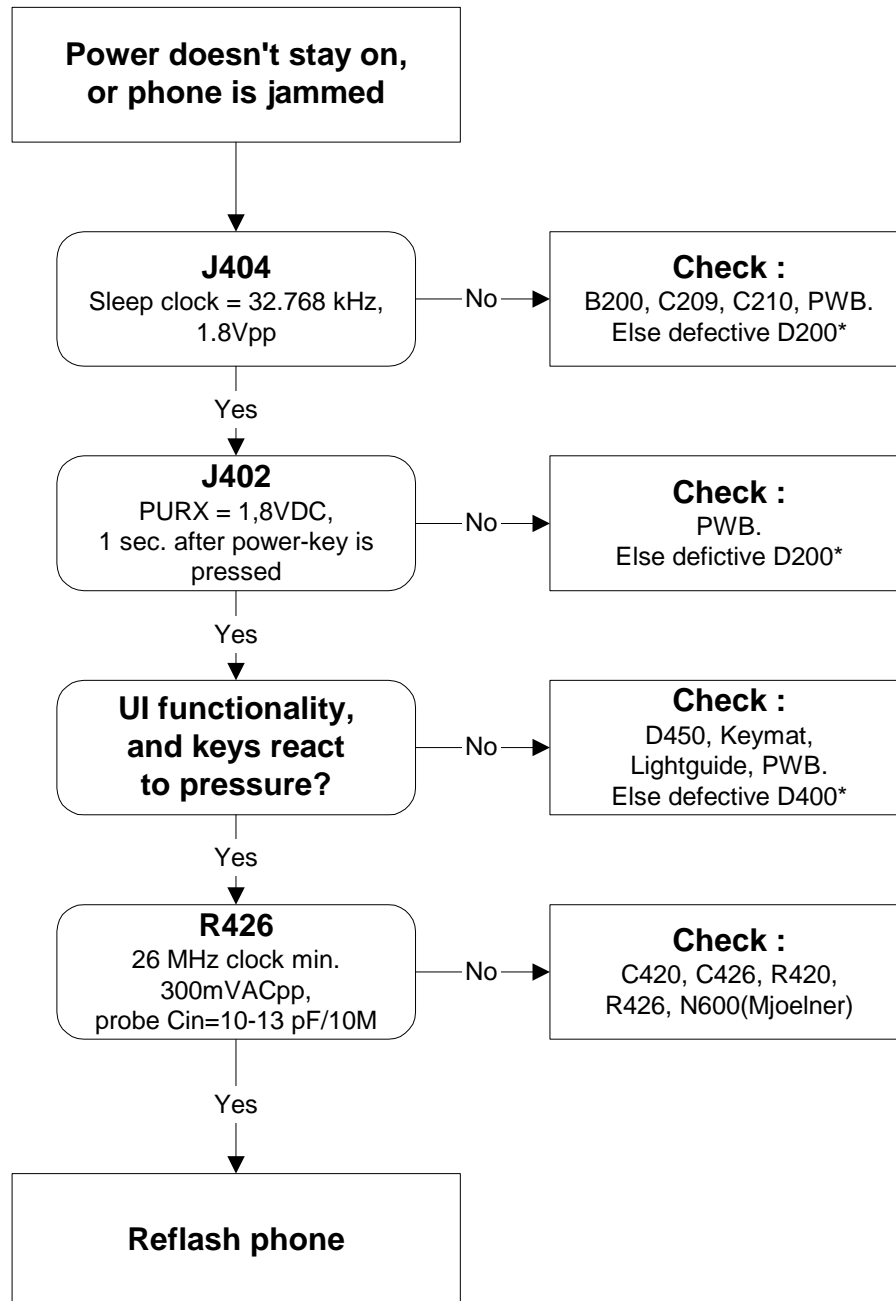 Power doesn't stay on,
or phone is jammed
J404
Sleep clock = 32.768 kHz,
1.8Vpp
No
Check :
B200, C209, C210, PWB.
Else defective D200*
Yes
J402
PURX = 1,8VDC,
1 sec. after power-key is
pressed
No
Check :
PWB.
Else defictive D200*
Yes
UI functionality,
and keys react
to pressure?
No
Check :
D450, Keymat,
Lightguide, PWB.
Else defective D400*
Yes
R426
26 MHz clock min.
300mVACpp,
probe Cin=10-13 pF/10M
No
Check :
C420, C426, R420,
R426, N600(Mjoelner)
Yes
Reflash phone